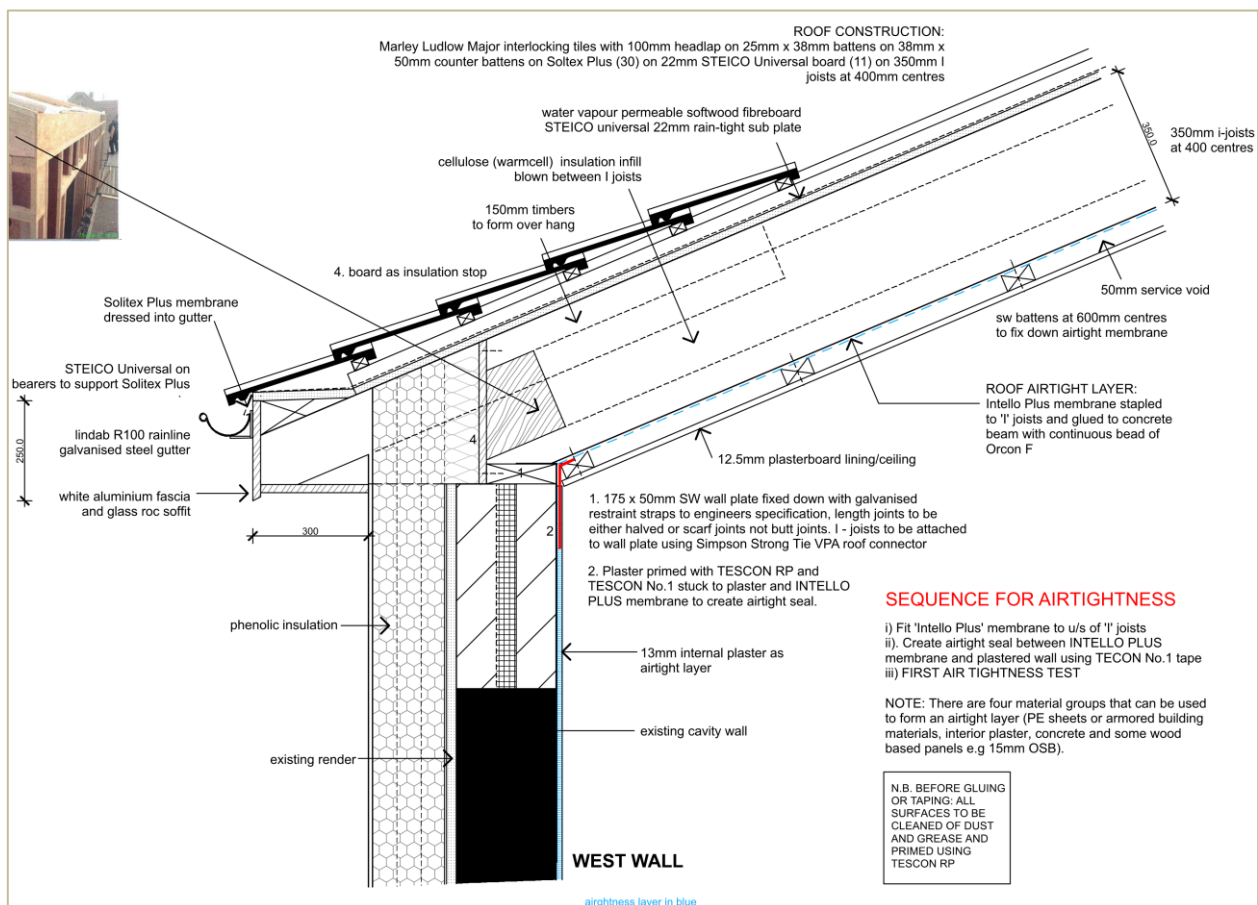 ROOF CONSTRUCTION:
Marley Ludlow Major interlocking tiles with 100mm headlap on 25mm x 38mm battens on 38mm x
50mm counter battens on Soltex Plus (30) on 22mm STEICO Universal board (11) on 350mm I
joists at 400mm centres
water vapour permeable softwood fibreboard
STEICO universal 22mm rain-tight sub plate
350.0
350mm i-joists
at 400 centres
cellulose (warmcell) insulation infill
blown between I joists
150mm timbers
to form over hang
4. board as insulation stop
50mm service void
Solitex Plus membrane
dressed into gutter
sw battens at 600mm centres
to fix down airtight membrane
STEICO Universal on
bearers to support Solitex Plus
ROOF AIRTIGHT LAYER:
Intello Plus membrane stapled
to 'I' joists and glued to concrete
beam with continuous bead of
Orcon F
250.0
lindab R100 rainline
galvanised steel gutter
4
12.5mm plasterboard lining/ceiling
1
white aluminium fascia
and glass roc soffit
300
2
1. 175 x 50mm SW wall plate fixed down with galvanised
restraint straps to engineers specification, length joints to be
either halved or scarf joints not butt joints. I - joists to be attached
to wall plate using Simpson Strong Tie VPA roof connector
2. Plaster primed with TESCON RP and
TESCON No.1 stuck to plaster and INTELLO
PLUS membrane to create airtight seal.
SEQUENCE FOR AIRTIGHTNESS
i) Fit 'Intello Plus' membrane to u/s of 'I' joists
ii). Create airtight seal between INTELLO PLUS
membrane and plastered wall using TECON No.1 tape
iii) FIRST AIR TIGHTNESS TEST
phenolic insulation
13mm internal plaster as
airtight layer
NOTE: There are four material groups that can be used
to form an airtight layer (PE sheets or armored building
materials, interior plaster, concrete and some wood
based panels e.g 15mm OSB).
existing cavity wall
existing render
N.B. BEFORE GLUING
OR TAPING: ALL
SURFACES TO BE
CLEANED OF DUST
AND GREASE AND
PRIMED USING
TESCON RP
WEST WALL
airghtness layer in blue